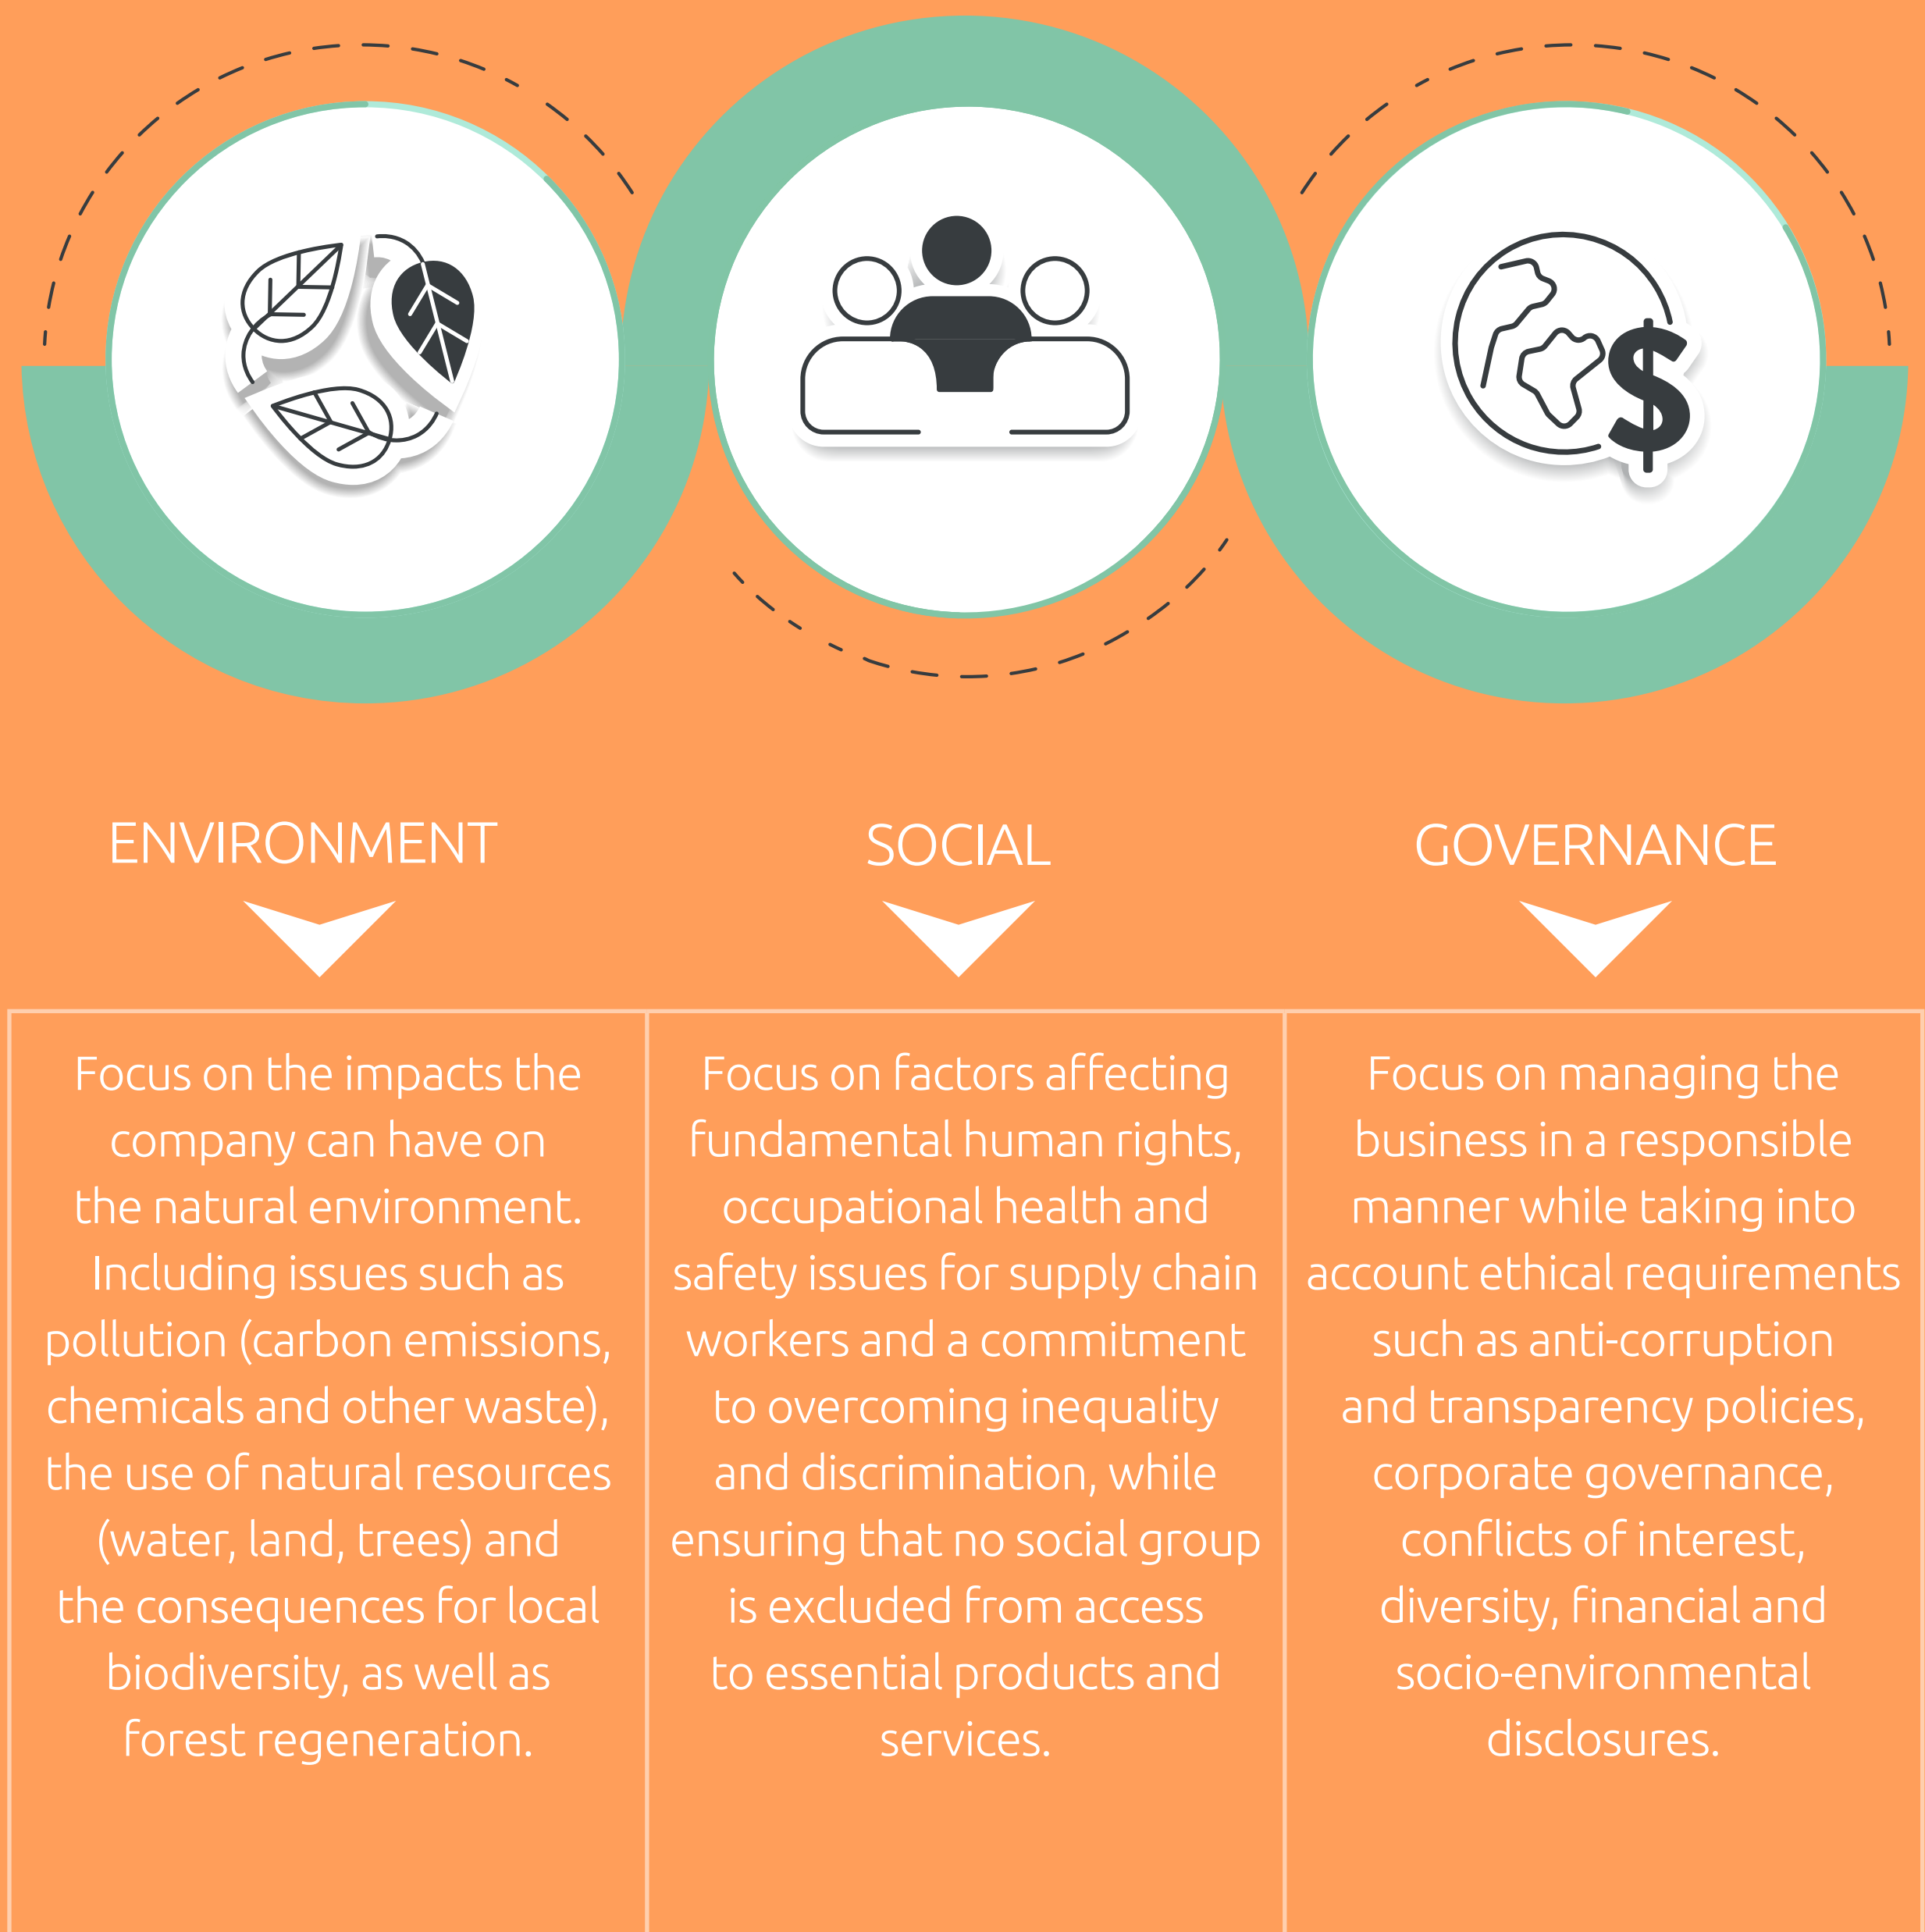 ENVIRONMENT
SOCIAL
GOVERNANCE
Focus on the impacts the
company can have on
the natural environment.
Including issues such as
pollution (carbon emissions,
chemicals and other waste),
the use of natural resources
(water, land, trees) and
the consequences for local
biodiversity, as well as
forest regeneration.
Focus on factors affecting
fundamental human rights,
occupational health and
safety issues for supply chain
workers and a commitment
to overcoming inequality
and discrimination, while
ensuring that no social group
is excluded from access
to essential products and
services.
Focus on managing the
business in a responsible
manner while taking into
account ethical requirements
such as anti-corruption
and transparency policies,
corporate governance,
conflicts of interest,
diversity, financial and
socio-environmental
disclosures.